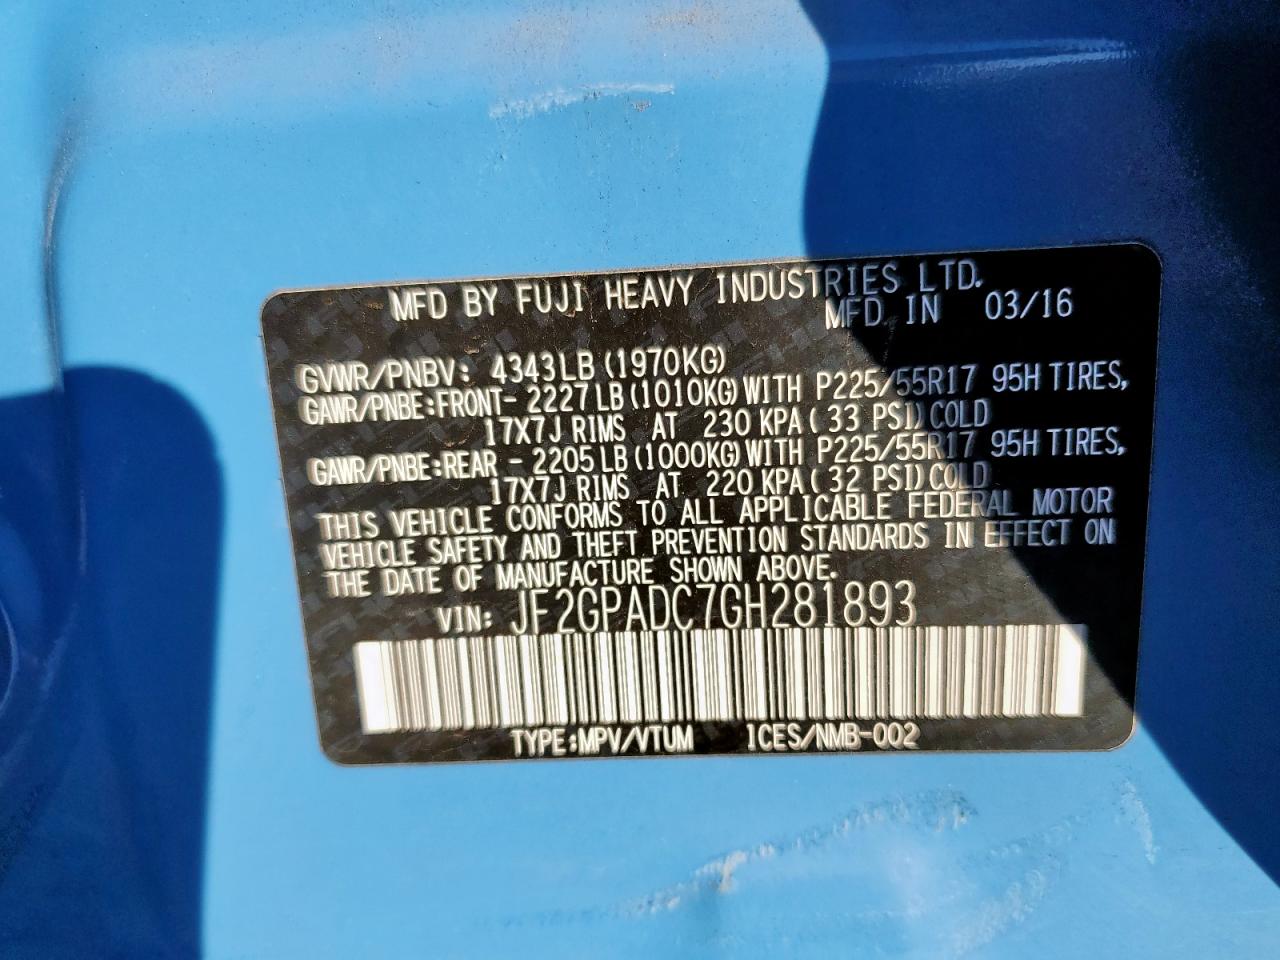 MFD BY FUJI HEAVY INDUSTRIES LTD.
MFD IN 03/16
GVWR/PNBV: 4343LB (1970KG)
GAWR/PNBE:FRONT- 2227LB (1010KG) WITH P225/55R17 95H TIRES,
17X7J RIMS AT 230 KPA( 33 PSI) COLD
GAWR/PNBE:REAR - 2205LB (1000KG) WITH P225/55R17 95H TIRES,
17X7J RIMS AT 220 KPA( 32 PSI) COLD
THIS VEHICLE CONFORMS TO ALL APPLICABLE FEDERAL MOTOR
VEHICLE SAFETY AND THEFT PREVENTION STANDARDS IN EFFECT ON
THE DATE OF MANUFACTURE SHOWN ABOVE.
VIN: JF2GPADC7GH281893
TYPE:MPV/VTUM ICES/NMB-002